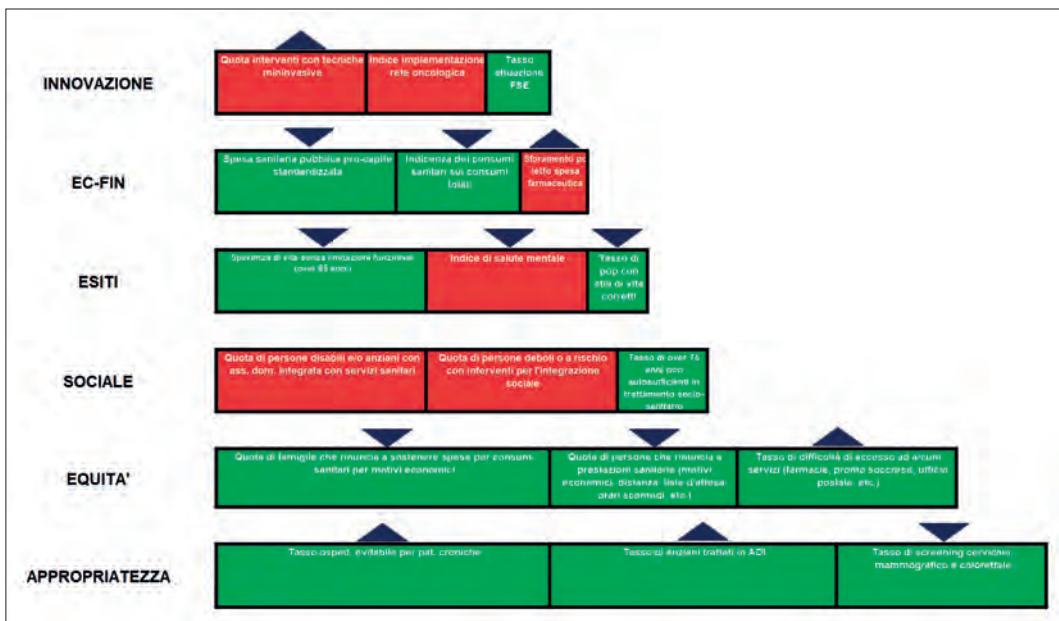 INNOVAZIONE
Quota interventi con tecniche
mininvasive
Indice implementazione
rete oncologica
Tasso
attuazione
FSE
EC-FIN
Spesa sanitaria pubblica pro-capite
standardizzata
Incidenza dei consumi
sanitari sui consumi
Sforamento
tetto spesa
farmaceutica
ESITI
Speranza di vita senza limitazioni funzionali
(over 65 anni)
Indice di salute mentale
Tasso di
pop con
stili di vita
corretti
SOCIALE
Quota di persone disabili e/o anziani con
ass. dom. integrata con servizi sanitari
Quota di persone deboli o a rischio
con interventi per l'integrazione
sociale
Tasso di over 75
anni non
autosufficienti in
trattamento socio-
sanitario
EQUITA'
Quota di famiglie che rinuncia a sostenere spese per consumi
sanitari per motivi economici
Quota di persone che rinuncia a
prestazioni sanitarie (motivi
economici, distanza, liste d'attesa
orari scomodi, etc.)
Tasso di difficoltà di accesso ad alcuni
servizi (farmacie, pronto soccorso, ufficio
postale, etc.)
APPROPRIATEZZA
Tasso osped. evitabile per pat. croniche
Tasso di anziani trattati in ADI
Tasso di screening cervicale
mammografico e colorettale